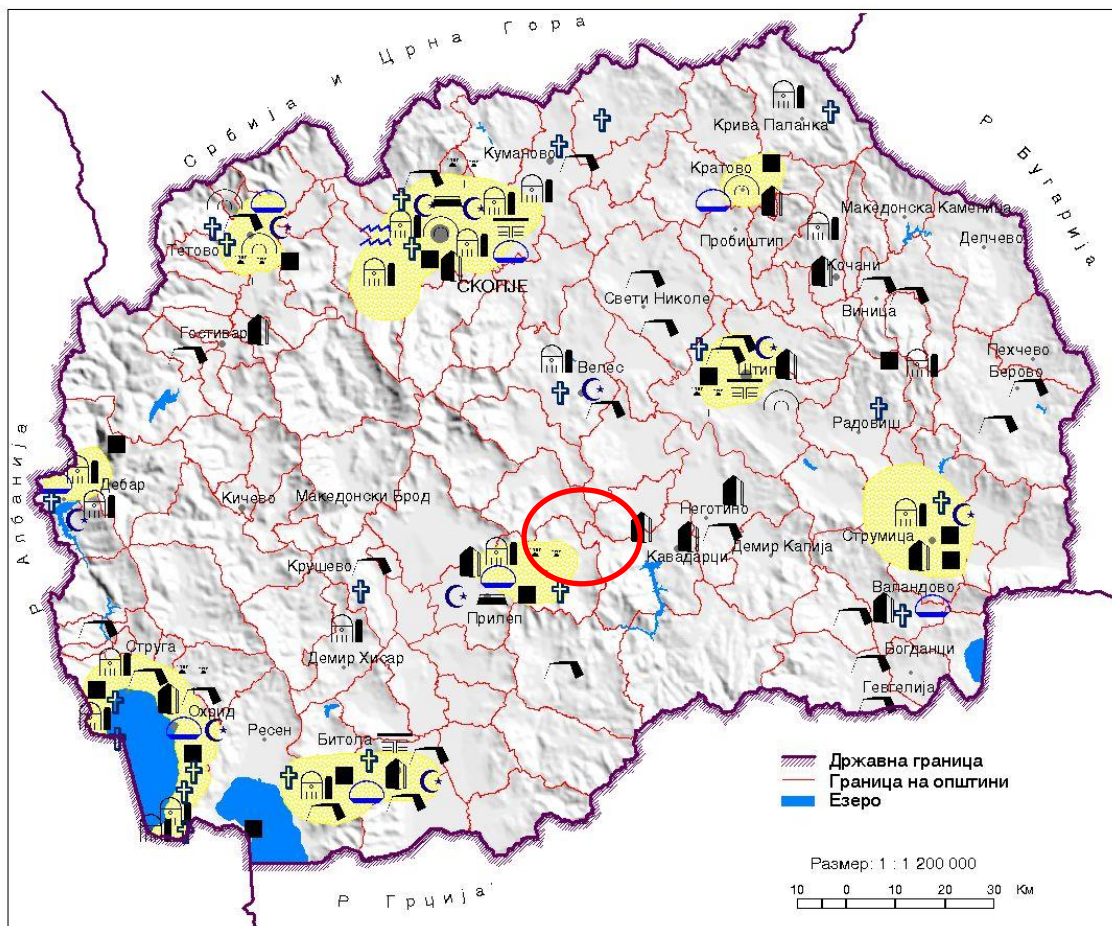 Србија и Црна Гора
Р Бугарија
Крива Паланка
Куманово
Кратово
Македонска Каменица
Тетово
Пробиштип
Делчево
Кочани
СКОПЈЕ
Свети Николе
Виница
Гостивар
Пехчево
Велес
Штип
Берово
Радовиш
Р Албанија
Дебар
Кичево
Македонски Брод
Неготино
Струмица
Кавадарци
Демир Капија
Крушево
Валандово
Прилеп
Струга
Демир Хисар
Богданци
Гевгелија
Охрид
Ресен
Битола
Државна граница
Граница на општини
Езеро
Размер: 1 : 1 200 000
10 0 10 20 30 Км
Р Грција